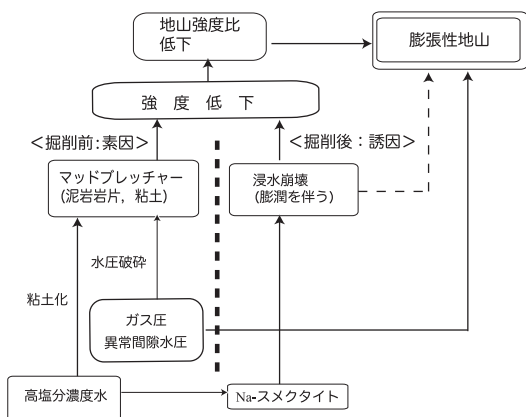 地山強度比
低下
膨張性地山
強度低下
＜掘削前:素因＞
＜掘削後：誘因＞
マッドブレッチャー
(泥岩岩片，粘土)
浸水崩壊
(膨潤を伴う)
水圧破砕
粘土化
ガス圧
異常間隙水圧
高塩分濃度水
Na-スメクタイト